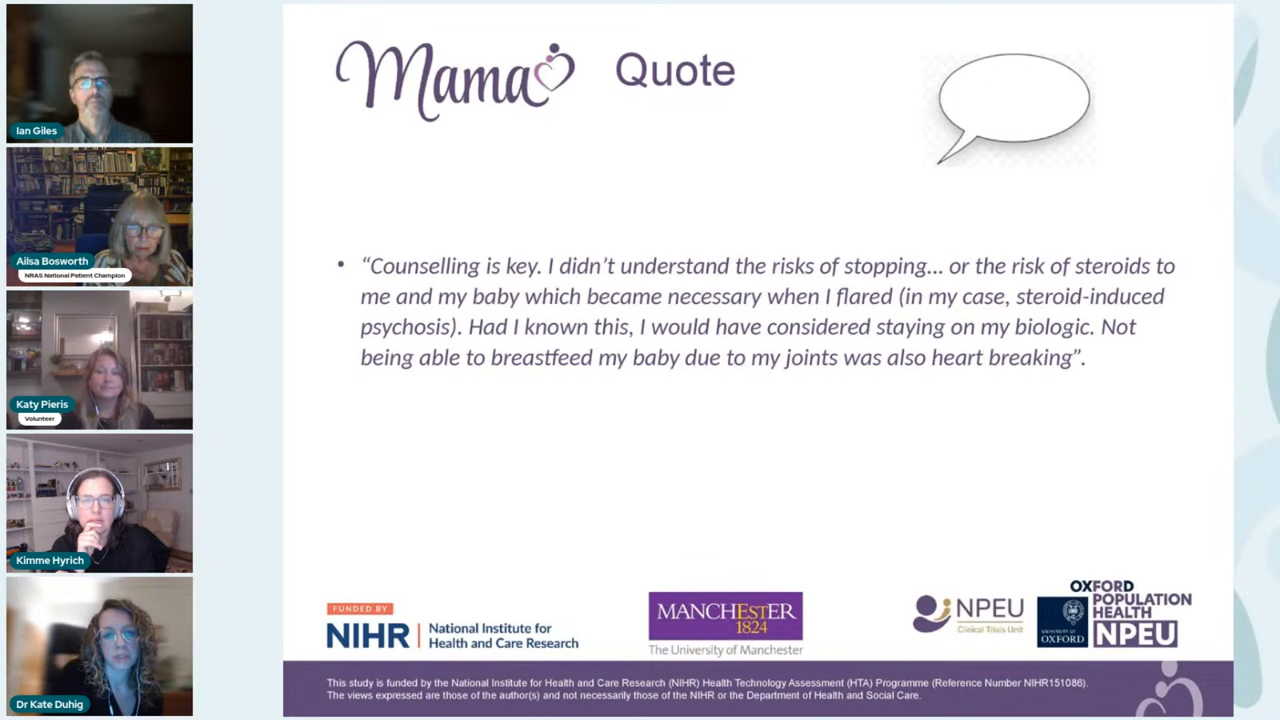 Ian Giles
Ailsa Bosworth
NRAS National Patient Champion
Katy Pieris
Volunteer
Kimme Hyrich
Dr Kate Duhig
Mama
Quote
• “Counselling is key. I didn’t understand the risks of stopping... or the risk of steroids to
me and my baby which became necessary when I flared (in my case, steroid-induced
psychosis). Had I known this, I would have considered staying on my biologic. Not
being able to breastfeed my baby due to my joints was also heart breaking”.
FUNDED BY
NIHR | National Institute for
Health and Care Research
MANCHESTER
1824
The University of Manchester
NPEU
Clinical Trials Unit
UNIVERSITY OF
OXFORD
OXFORD
POPULATION
HEALTH
NPEU
This study is funded by the National Institute for Health and Care Research (NIHR) Health Technology Assessment (HTA) Programme (Reference Number NIHR151086).
The views expressed are those of the author(s) and not necessarily those of the NIHR or the Department of Health and Social Care.